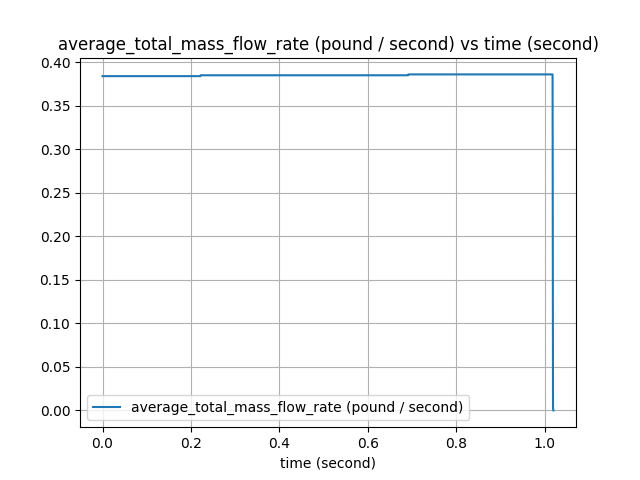 average_total_mass_flow_rate (pound / second) vs time (second)
0.40
0.35
0.30
0.25
0.20
0.15
0.10
0.05
0.00
average_total_mass_flow_rate (pound / second)
0.0 0.2 0.4 0.6 0.8 1.0
time (second)